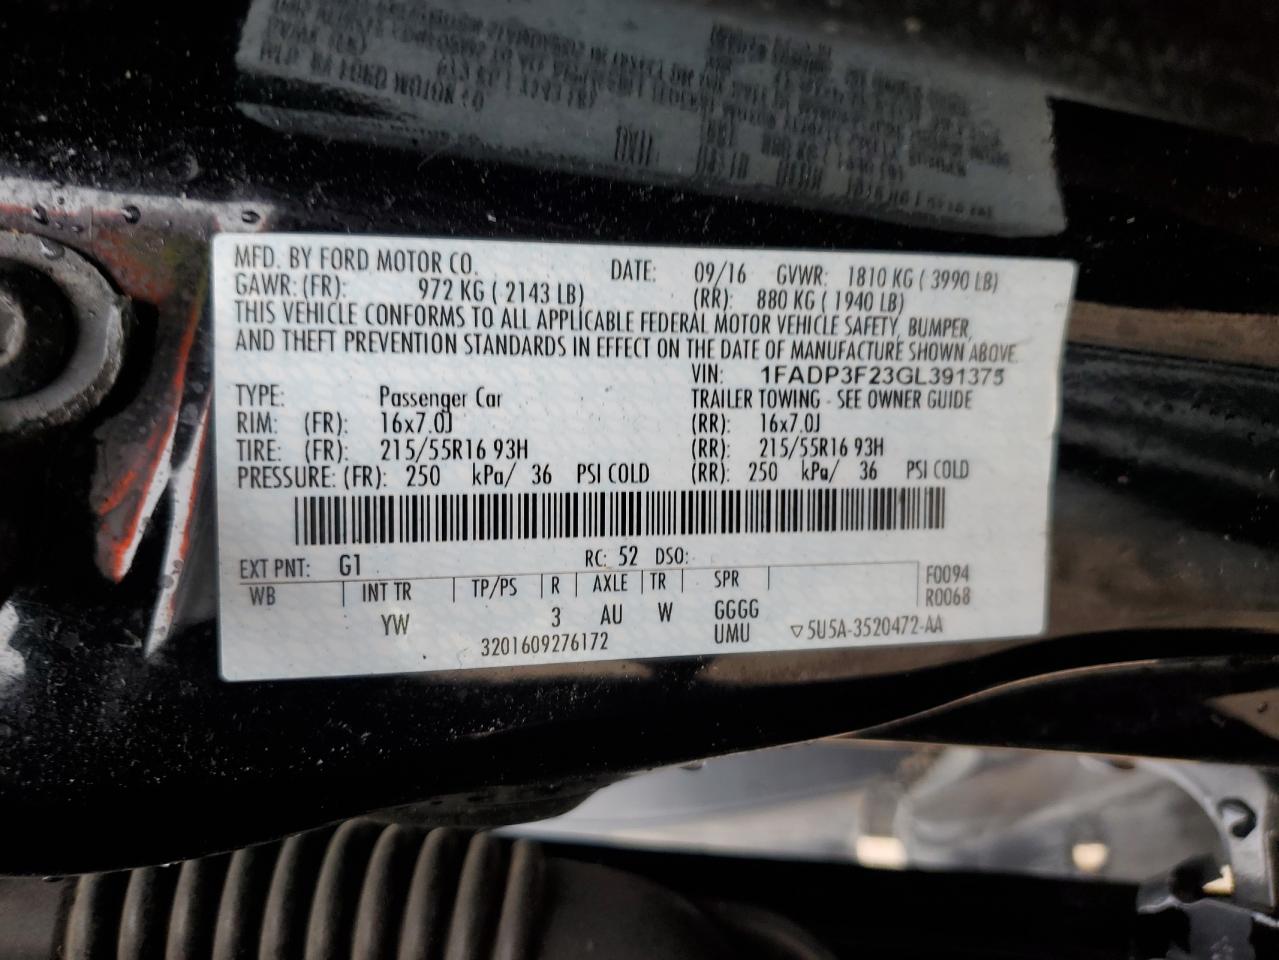 MFD. BY FORD MOTOR CO. DATE: 09/16 GVWR: 1810 KG ( 3990 LB)
GAWR: (FR): 972 KG ( 2143 LB) (RR): 880 KG ( 1940 LB)
THIS VEHICLE CONFORMS TO ALL APPLICABLE FEDERAL MOTOR VEHICLE SAFETY, BUMPER,
AND THEFT PREVENTION STANDARDS IN EFFECT ON THE DATE OF MANUFACTURE SHOWN ABOVE.
VIN: 1FADP3F23GL391375
TYPE: Passenger Car TRAILER TOWING - SEE OWNER GUIDE
RIM: (FR): 16x7.0J (RR): 16x7.0J
TIRE: (FR): 215/55R16 93H (RR): 215/55R16 93H
PRESSURE: (FR): 250 kPa/ 36 PSI COLD (RR): 250 kPa/ 36 PSI COLD
EXT PNT: G1 RC: 52 DSO:
WB INT TR TP/PS R AXLE TR SPR F0094
R0068
YW 3 AU W GGGG
UMU
3201609276172 ▽5U5A-3520472-AA